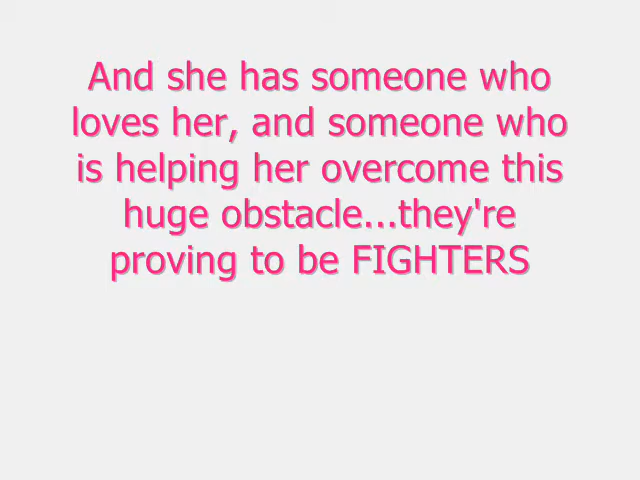 And she has someone who
loves her, and someone who
is helping her overcome this
huge obstacle...they're
proving to be FIGHTERS